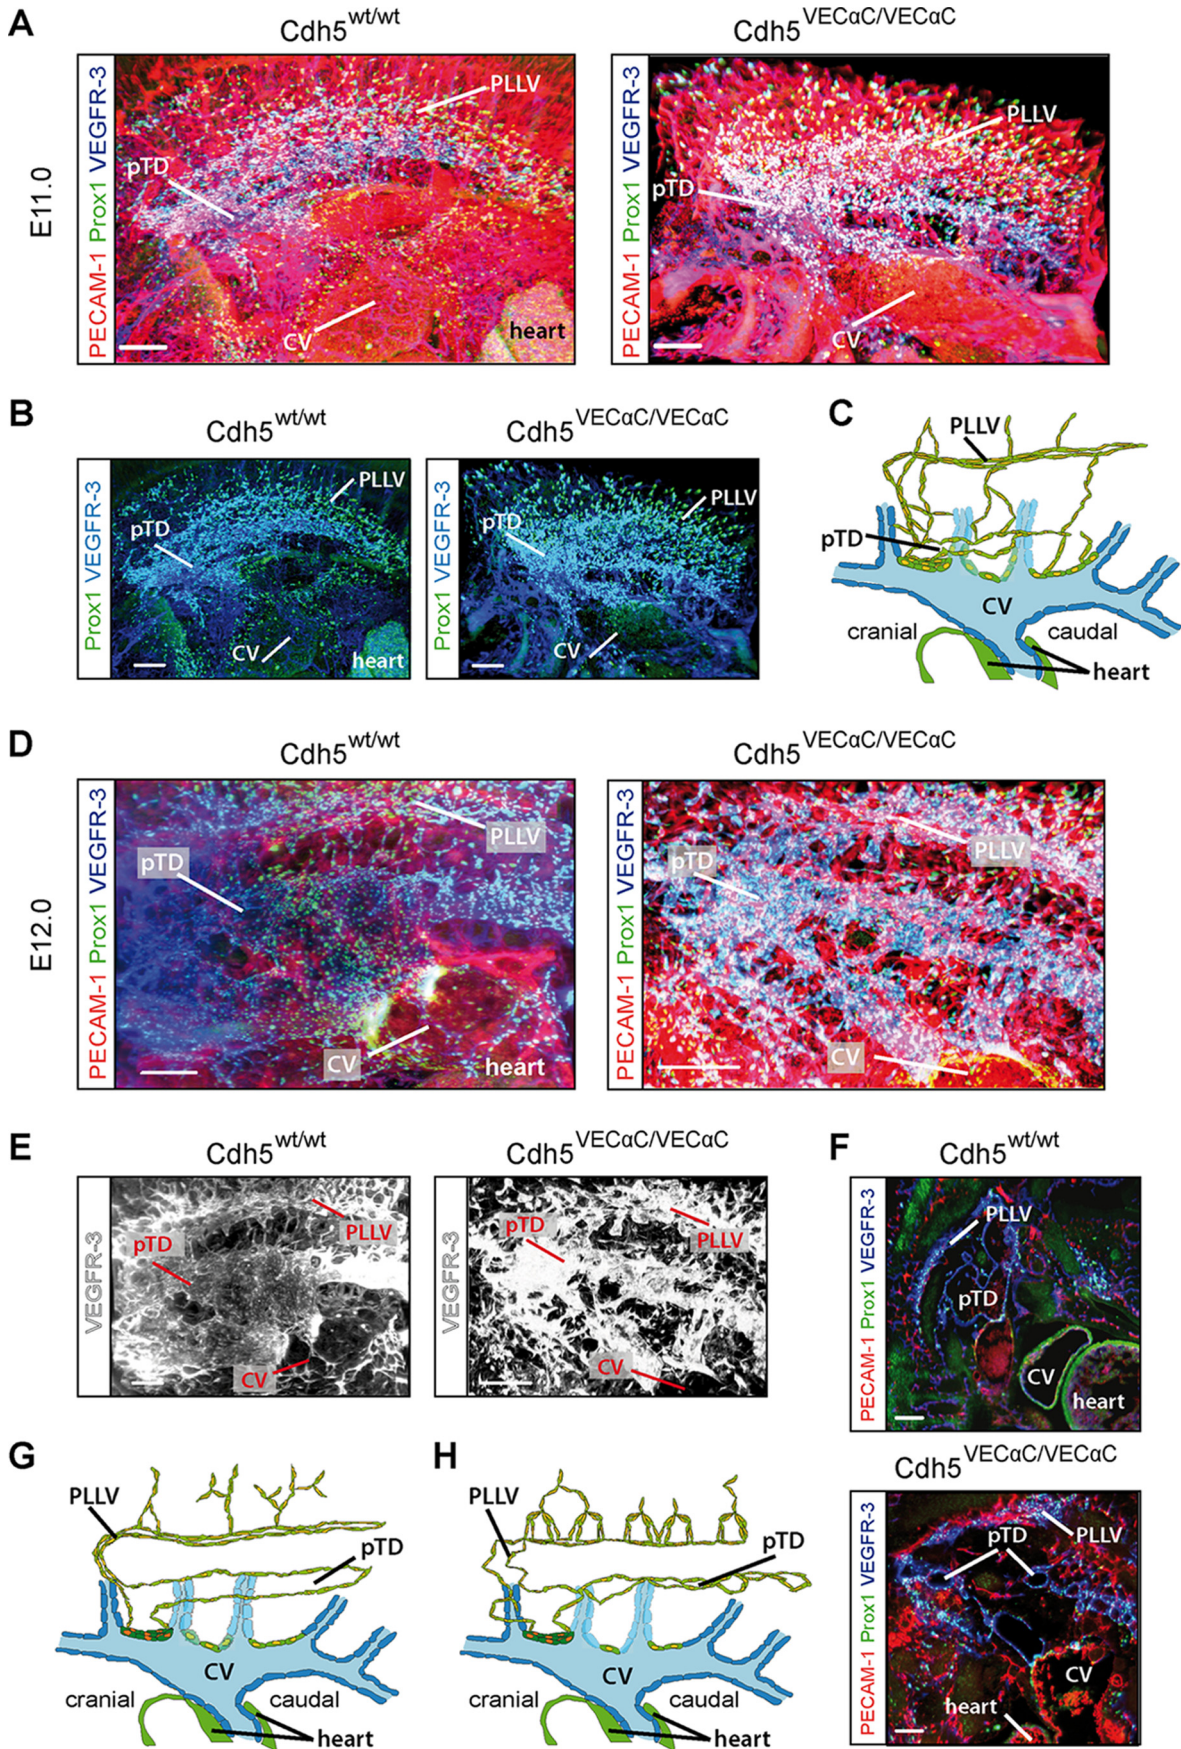 A
Cdh5wt/wt
Cdh5VECαC/VECαC
E11.0
PECAM-1 Prox1 VEGFR-3
PLLV
pTD
CV
heart
PECAM-1 Prox1 VEGFR-3
PLLV
pTD
CV
B
Cdh5wt/wt
Cdh5VECαC/VECαC
Prox1 VEGFR-3
PLLV
pTD
CV
heart
Prox1 VEGFR-3
PLLV
pTD
CV
C
PLLV
pTD
CV
cranial
caudal
heart
D
Cdh5wt/wt
Cdh5VECαC/VECαC
E12.0
PECAM-1 Prox1 VEGFR-3
PLLV
pTD
CV
heart
PECAM-1 Prox1 VEGFR-3
pTD
PLLV
CV
E
Cdh5wt/wt
Cdh5VECαC/VECαC
VEGFR-3
pTD
PLLV
CV
VEGFR-3
pTD
PLLV
CV
F
Cdh5wt/wt
PECAM-1 Prox1 VEGFR-3
PLLV
pTD
CV
heart
Cdh5VECαC/VECαC
PECAM-1 Prox1 VEGFR-3
pTD
PLLV
CV
heart
G
PLLV
pTD
CV
cranial
caudal
heart
H
PLLV
pTD
CV
cranial
caudal
heart